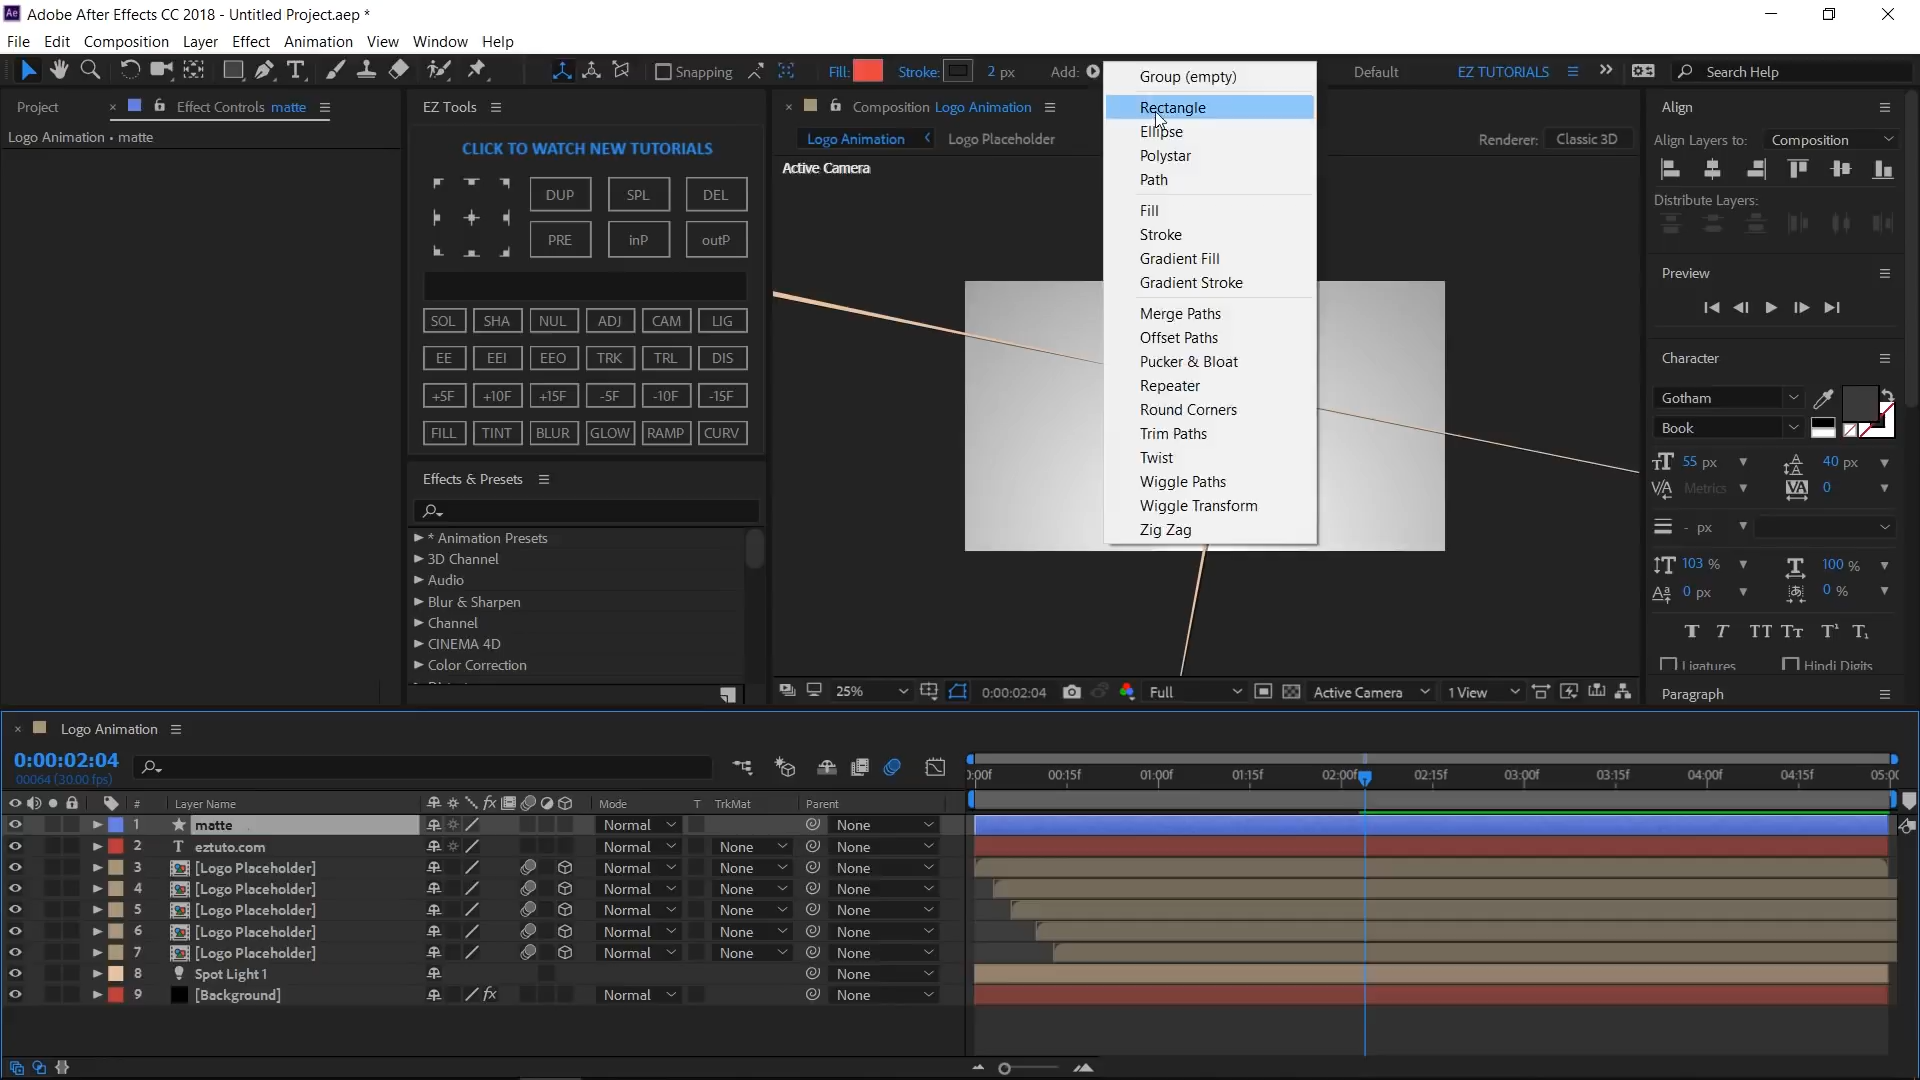 Ae Adobe After Effects CC 2018 - Untitled Project.aep *
File Edit Composition Layer Effect Animation View Window Help
Snapping Fill: Stroke: 2 px Add: Default EZ TUTORIALS Search Help
Project Effect Controls matte
Logo Animation • matte
EZ Tools
CLICK TO WATCH NEW TUTORIALS
DUP SPL DEL
PRE inP outP
SOL SHA NUL ADJ CAM LIG
EE EEI EEO TRK TRL DIS
+5F +10F +15F -5F -10F -15F
FILL TINT BLUR GLOW RAMP CURV
Effects & Presets
* Animation Presets
3D Channel
Audio
Blur & Sharpen
Channel
CINEMA 4D
Color Correction
Composition Logo Animation
Logo Animation Logo Placeholder Renderer: Classic 3D
Active Camera
Group (empty)
Rectangle
Ellipse
Polystar
Path
Fill
Stroke
Gradient Fill
Gradient Stroke
Merge Paths
Offset Paths
Pucker & Bloat
Repeater
Round Corners
Trim Paths
Twist
Wiggle Paths
Wiggle Transform
Zig Zag
25% 0:00:02:04 Full Active Camera 1 View
Align
Align Layers to: Composition
Distribute Layers:
Preview
Character
Gotham
Book
55 px 40 px
Metrics 0
- px
103 % 100 %
0 px 0 %
T T TT Tт T¹ T₁
Ligatures Hindi Digits
Paragraph
Logo Animation
0:00:02:04
00064 (30.00 fps)
0:00f 00:15f 01:00f 01:15f 02:00f 02:15f 03:00f 03:15f 04:00f 04:15f 05:00
# Layer Name Mode T TrkMat Parent
1 matte Normal None
2 T eztuto.com Normal None None
3 [Logo Placeholder] Normal None None
4 [Logo Placeholder] Normal None None
5 [Logo Placeholder] Normal None None
6 [Logo Placeholder] Normal None None
7 [Logo Placeholder] Normal None None
8 Spot Light 1 None
9 [Background] fx Normal None